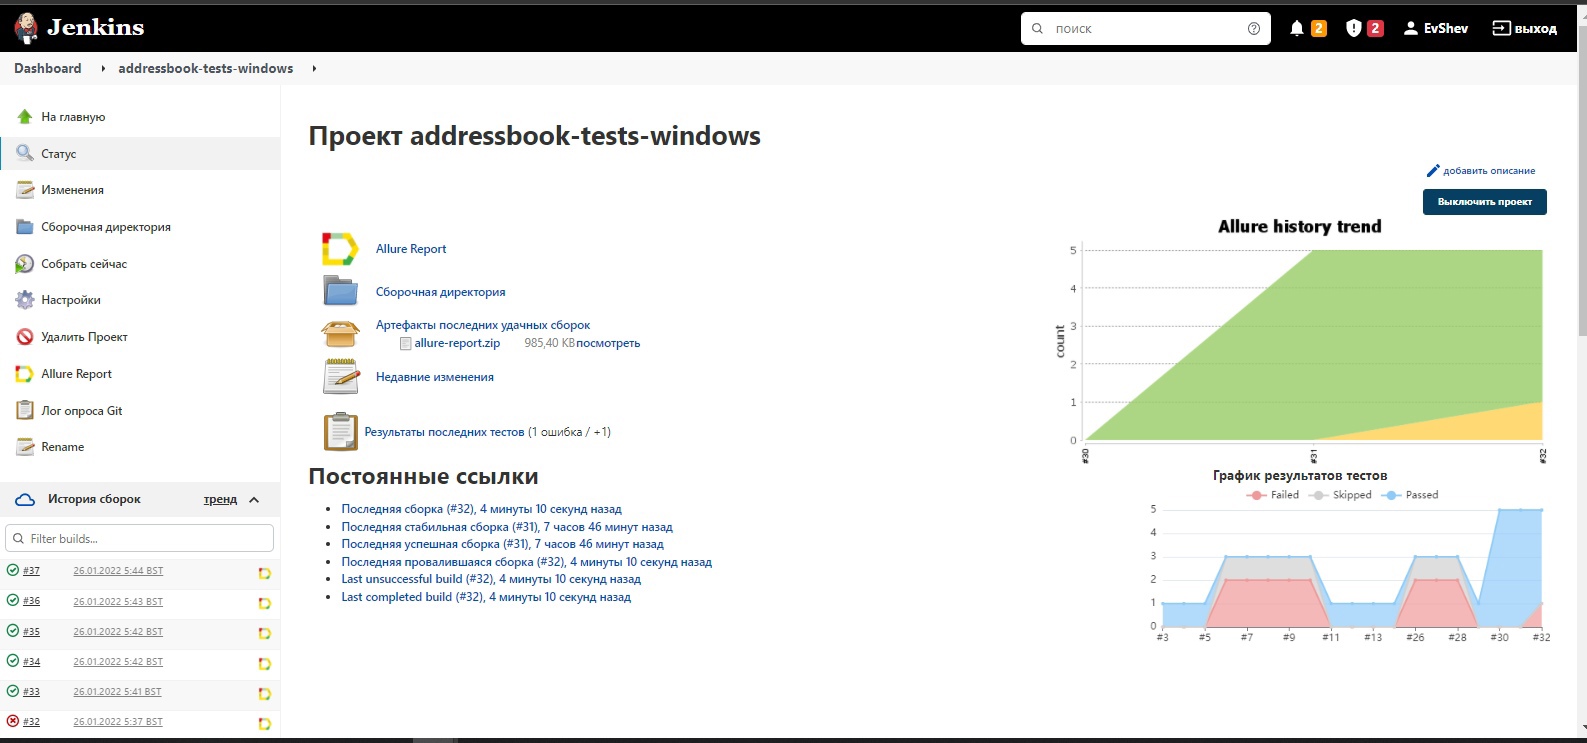 Jenkins
поиск
2
2
EvShev
выход
Dashboard
addressbook-tests-windows
На главную
Статус
Изменения
Сборочная директория
Собрать сейчас
Настройки
Удалить Проект
Allure Report
Лог опроса Git
Rename
История сборок
тренд
Filter builds...
#37 26.01.2022 5:44 BST
#36 26.01.2022 5:43 BST
#35 26.01.2022 5:42 BST
#34 26.01.2022 5:42 BST
#33 26.01.2022 5:41 BST
#32 26.01.2022 5:37 BST
Проект addressbook-tests-windows
добавить описание
Выключить проект
Allure Report
Сборочная директория
Артефакты последних удачных сборок
allure-report.zip 985,40 KB посмотреть
Недавние изменения
Результаты последних тестов (1 ошибка / +1)
Постоянные ссылки
Последняя сборка (#32), 4 минуты 10 секунд назад
Последняя стабильная сборка (#31), 7 часов 46 минут назад
Последняя успешная сборка (#31), 7 часов 46 минут назад
Последняя провалившаяся сборка (#32), 4 минуты 10 секунд назад
Last unsuccessful build (#32), 4 минуты 10 секунд назад
Last completed build (#32), 4 минуты 10 секунд назад
Allure history trend
5
4
3
2
1
0
count
#30 #31 #32
График результатов тестов
Failed Skipped Passed
5
4
3
2
1
0
#3 #5 #7 #9 #11 #13 #26 #28 #30 #32